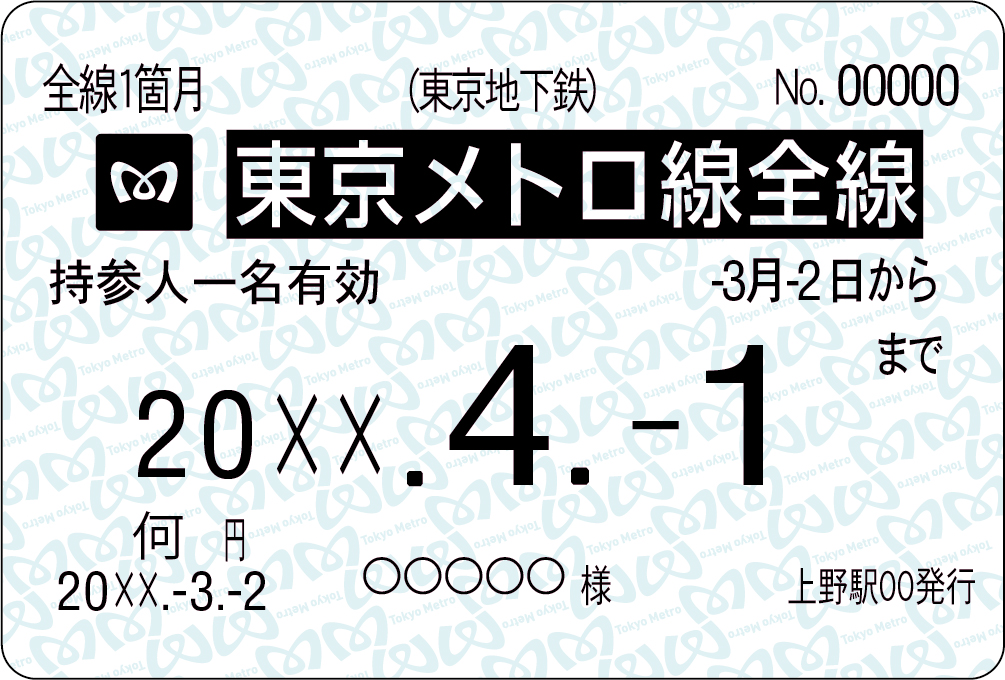 全線1箇月 (東京地下鉄) No. 00000
東京メトロ線全線
持参人一名有効 -3月-2日から
まで
20XX.4.-1
何 円
20XX.-3.-2 ○○○○○ 様 上野駅00発行
Tokyo Metro